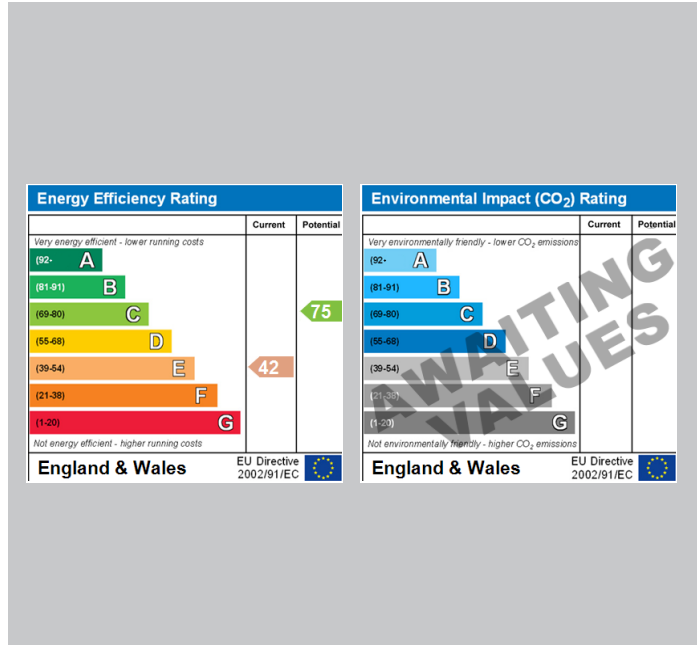 Energy Efficiency Rating
Current Potential
Very energy efficient - lower running costs
(92- A
(81-91) B
(69-80) C
75
(55-68) D
(39-54) E
42
(21-38) F
(1-20) G
Not energy efficient - higher running costs
England & Wales
EU Directive
2002/91/EC
Environmental Impact (CO2) Rating
Current Potential
Very environmentally friendly - lower CO2 emissions
(92- A
(81-91) B
(69-80) C
(55-68) D
(39-54) E
(21-38) F
(1-20) G
AWAITING
VALUES
Not environmentally friendly - higher CO2 emissions
England & Wales
EU Directive
2002/91/EC